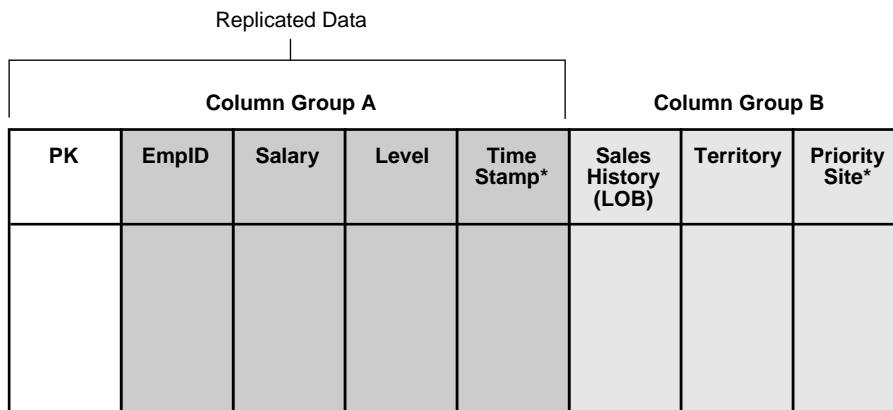 Replicated Data
Column Group A
Column Group B
PK
EmpID
Salary
Level
Time
Stamp*
Sales
History
(LOB)
Territory
Priority
Site*